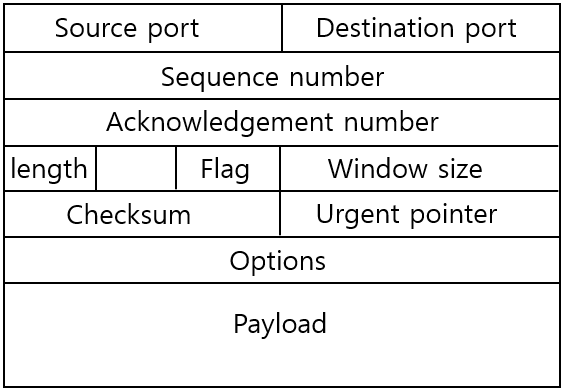 Source port Destination port
Sequence number
Acknowledgement number
length Flag Window size
Checksum Urgent pointer
Options
Payload